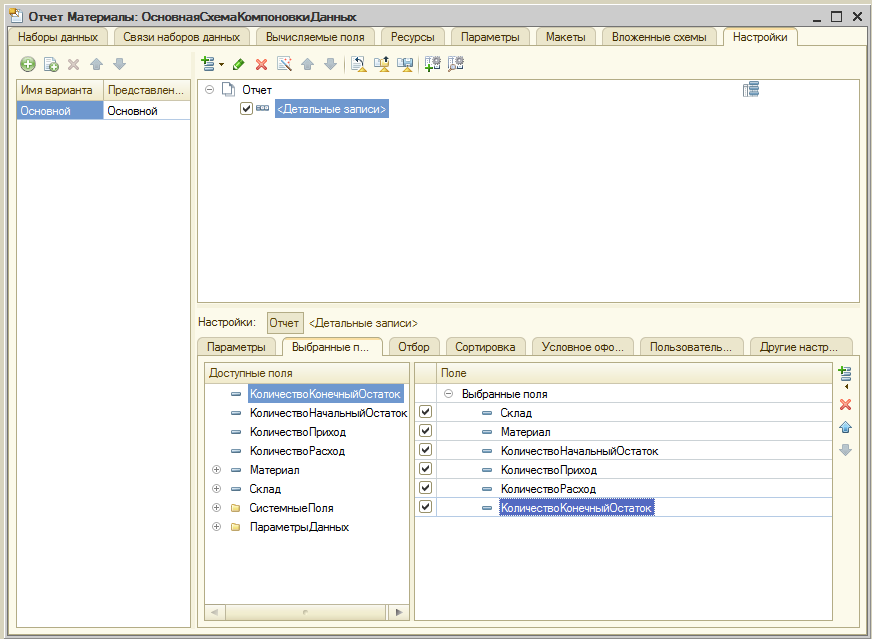 Отчет Материалы: ОсновнаяСхемаКомпоновкиДанных
Наборы данных Связи наборов данных Вычисляемые поля Ресурсы Параметры Макеты Вложенные схемы Настройки
Имя варианта Представлен...
Основной Основной
Отчет
<Детальные записи>
Настройки: Отчет <Детальные записи>
Параметры Выбранные п... Отбор Сортировка Условное офо... Пользователь... Другие настр...
Доступные поля
КоличествоКонечныйОстаток
КоличествоНачальныйОстаток
КоличествоПриход
КоличествоРасход
Материал
Склад
СистемныеПоля
ПараметрыДанных
Поле
Выбранные поля
Склад
Материал
КоличествоНачальныйОстаток
КоличествоПриход
КоличествоРасход
КоличествоКонечныйОстаток